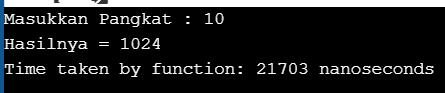 Masukkan Pangkat : 10
Hasilnya = 1024
Time taken by function: 21703 nanoseconds